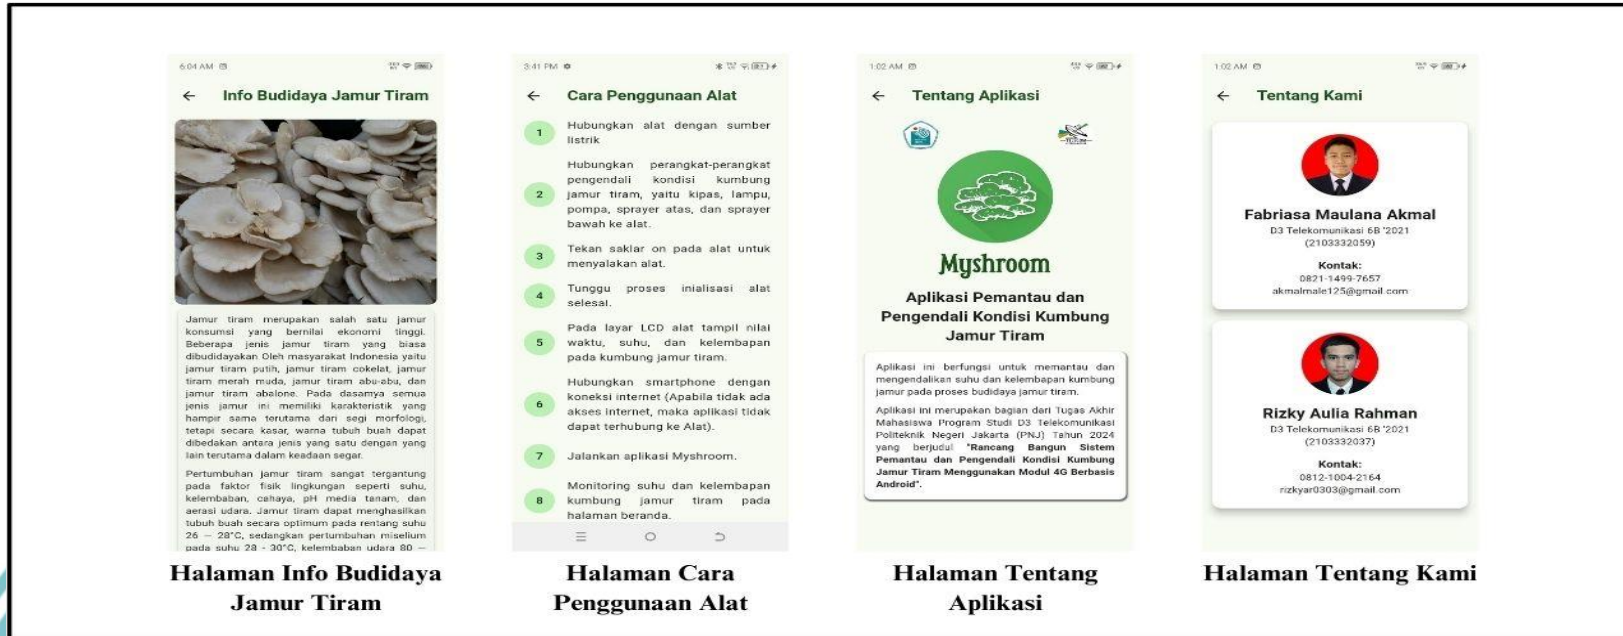 6:04 AM
Info Budidaya Jamur Tiram
Jamur tiram merupakan salah satu jamur
konsumsi yang bernilai ekonomi tinggi.
Beberapa jenis jamur tiram yang biasa
dibudidayakan Oleh masyarakat Indonesia yaitu
jamur tiram putih, jamur tiram cokelat, jamur
tiram merah muda, jamur tiram abu-abu, dan
jamur tiram abalone. Pada dasarnya semua
jenis jamur ini memiliki karakteristik yang
hampir sama terutama dari segi morfologi,
tetapi secara kasar, warna tubuh buah dapat
dibedakan antara jenis yang satu dengan yang
lain terutama dalam keadaan segar.
Pertumbuhan jamur tiram sangat tergantung
pada faktor fisik lingkungan seperti suhu,
kelembaban, cahaya, pH media tanam, dan
aerasi udara. Jamur tiram dapat menghasilkan
tubuh buah secara optimum pada rentang suhu
26 – 28°C, sedangkan pertumbuhan miselium
pada suhu 28 - 30°C, kelembaban udara 80 –
Halaman Info Budidaya
Jamur Tiram
3:41 PM
Cara Penggunaan Alat
1 Hubungkan alat dengan sumber
listrik
Hubungkan perangkat-perangkat
pengendali kondisi kumbung
2 jamur tiram, yaitu kipas, lampu,
pompa, sprayer atas, dan sprayer
bawah ke alat.
3 Tekan saklar on pada alat untuk
menyalakan alat.
4 Tunggu proses inialisasi alat
selesai.
Pada layar LCD alat tampil nilai
5 waktu, suhu, dan kelembapan
pada kumbung jamur tiram.
Hubungkan smartphone dengan
6 koneksi internet (Apabila tidak ada
akses internet, maka aplikasi tidak
dapat terhubung ke Alat).
7 Jalankan aplikasi Myshroom.
Monitoring suhu dan kelembapan
8 kumbung jamur tiram pada
halaman beranda.
Halaman Cara
Penggunaan Alat
1:02 AM
Tentang Aplikasi
Myshroom
Aplikasi Pemantau dan
Pengendali Kondisi Kumbung
Jamur Tiram
Aplikasi ini berfungsi untuk memantau dan
mengendalikan suhu dan kelembapan kumbung
jamur pada proses budidaya jamur tiram.
Aplikasi ini merupakan bagian dari Tugas Akhir
Mahasiswa Program Studi D3 Telekomunikasi
Politeknik Negeri Jakarta (PNJ) Tahun 2024
yang berjudul "Rancang Bangun Sistem
Pemantau dan Pengendali Kondisi Kumbung
Jamur Tiram Menggunakan Modul 4G Berbasis
Android".
Halaman Tentang
Aplikasi
1:02 AM
Tentang Kami
Fabriasa Maulana Akmal
D3 Telekomunikasi 6B '2021
(2103332059)
Kontak:
0821-1499-7657
akmalmale125@gmail.com
Rizky Aulia Rahman
D3 Telekomunikasi 6B '2021
(2103332037)
Kontak:
0812-1004-2164
rizkyar0303@gmail.com
Halaman Tentang Kami